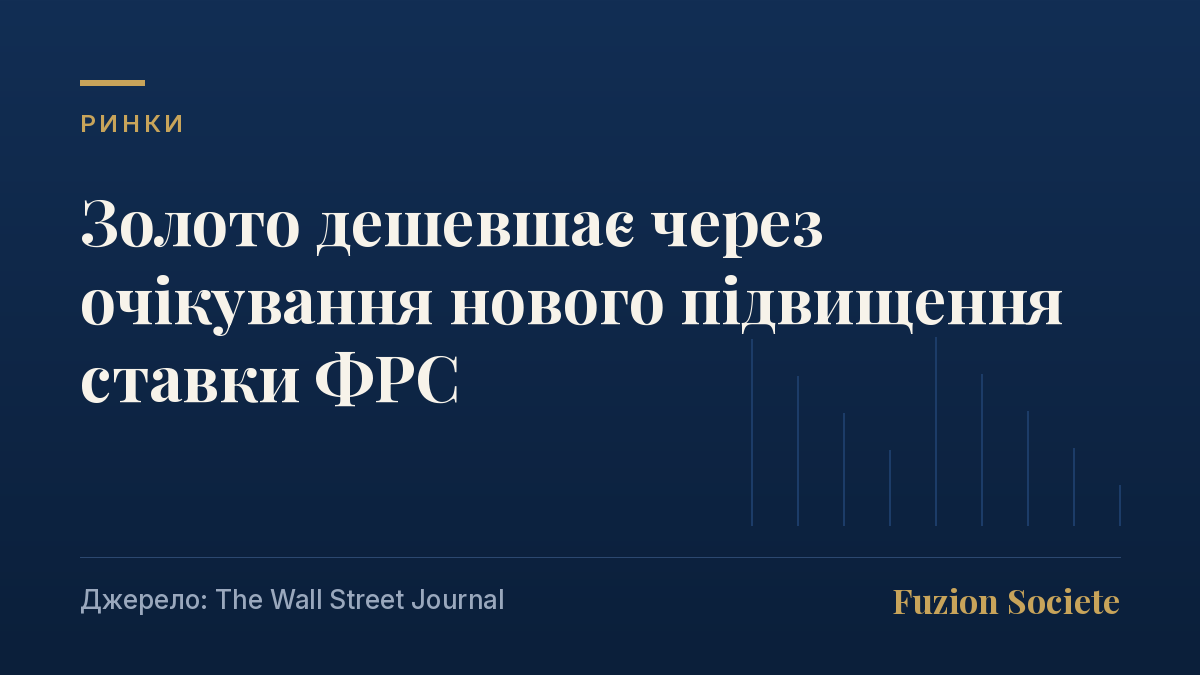 РИНКИ
Золото дешевшає через
очікування нового підвищення
ставки ФРС
Джерело: The Wall Street Journal
Fuzion Societe